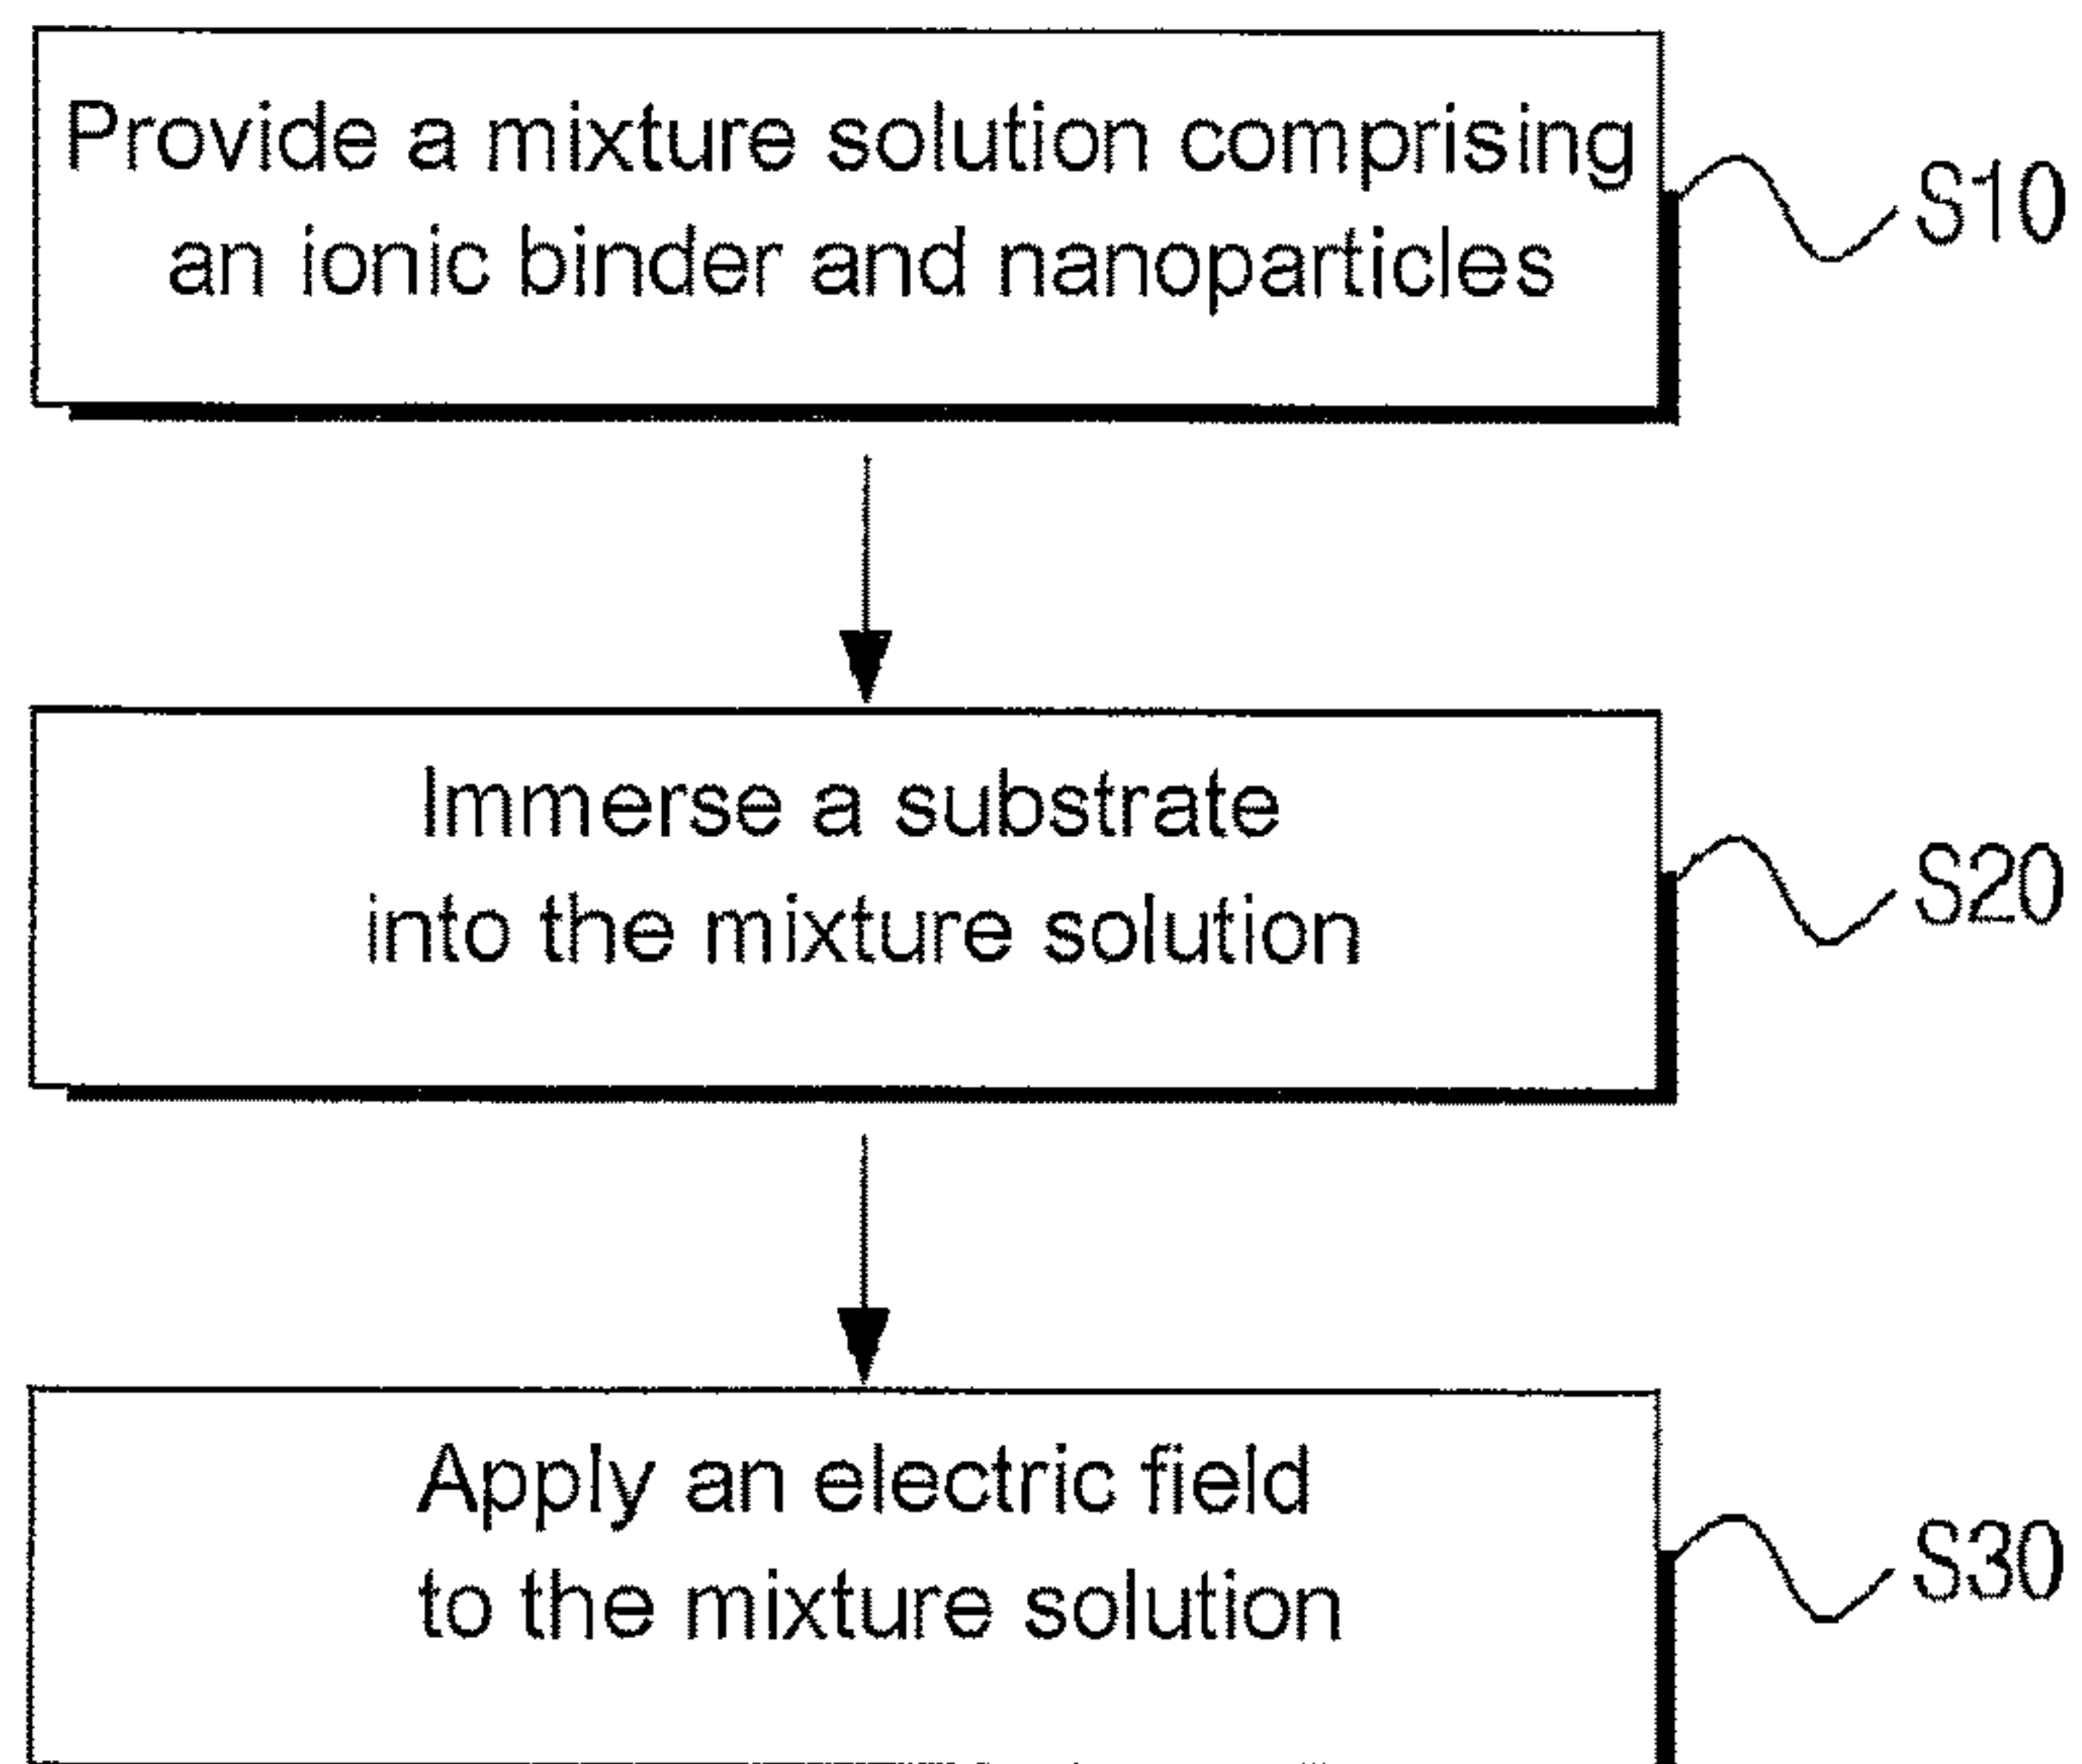 Provide a mixture solution comprising
an ionic binder and nanoparticles
S10
Immerse a substrate
into the mixture solution
S20
Apply an electric field
to the mixture solution
S30